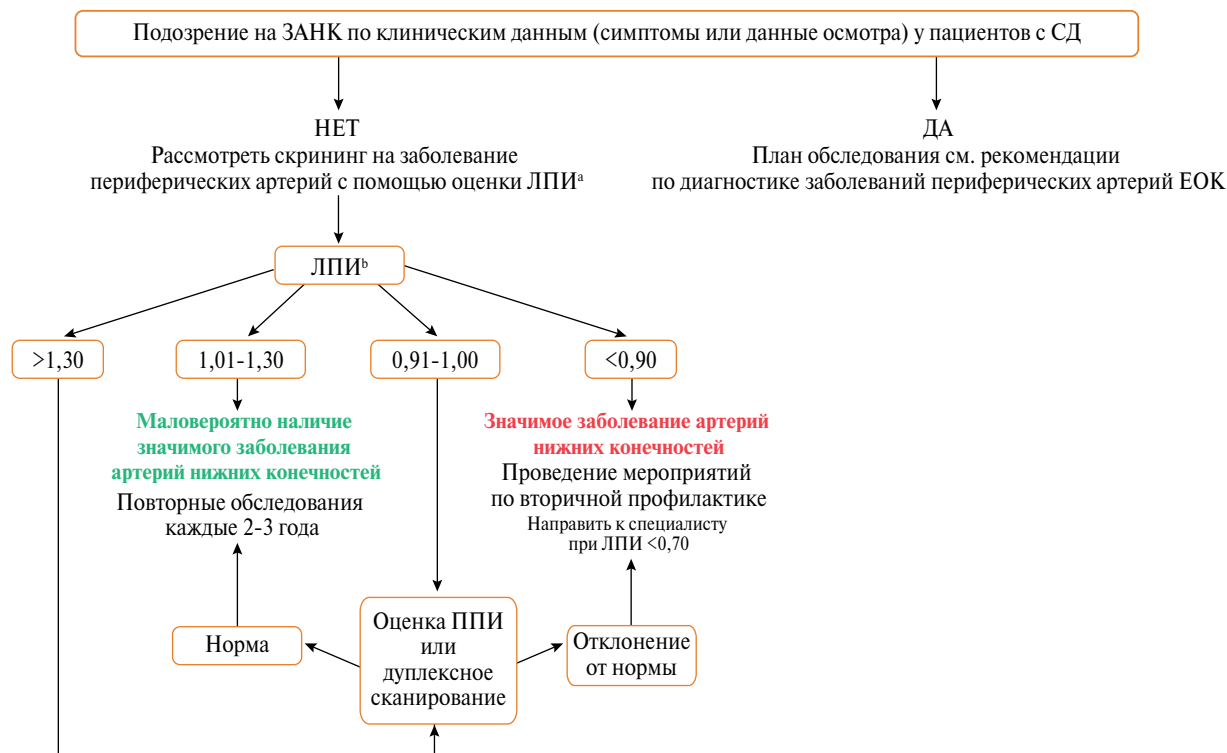 Подозрение на ЗАНК по клиническим данным (симптомы или данные осмотра) у пациентов с СД
НЕТ
Рассмотреть скрининг на заболевание
периферических артерий с помощью оценки ЛПИᵃ
ДА
План обследования см. рекомендации
по диагностике заболеваний периферических артерий ЕОК
ЛПИᵇ
>1,30
1,01-1,30
0,91-1,00
<0,90
Маловероятно наличие
значимого заболевания
артерий нижних конечностей
Повторные обследования
каждые 2-3 года
Значимое заболевание артерий
нижних конечностей
Проведение мероприятий
по вторичной профилактике
Направить к специалисту
при ЛПИ <0,70
Норма
Оценка ППИ
или
дуплексное
сканирование
Отклонение
от нормы